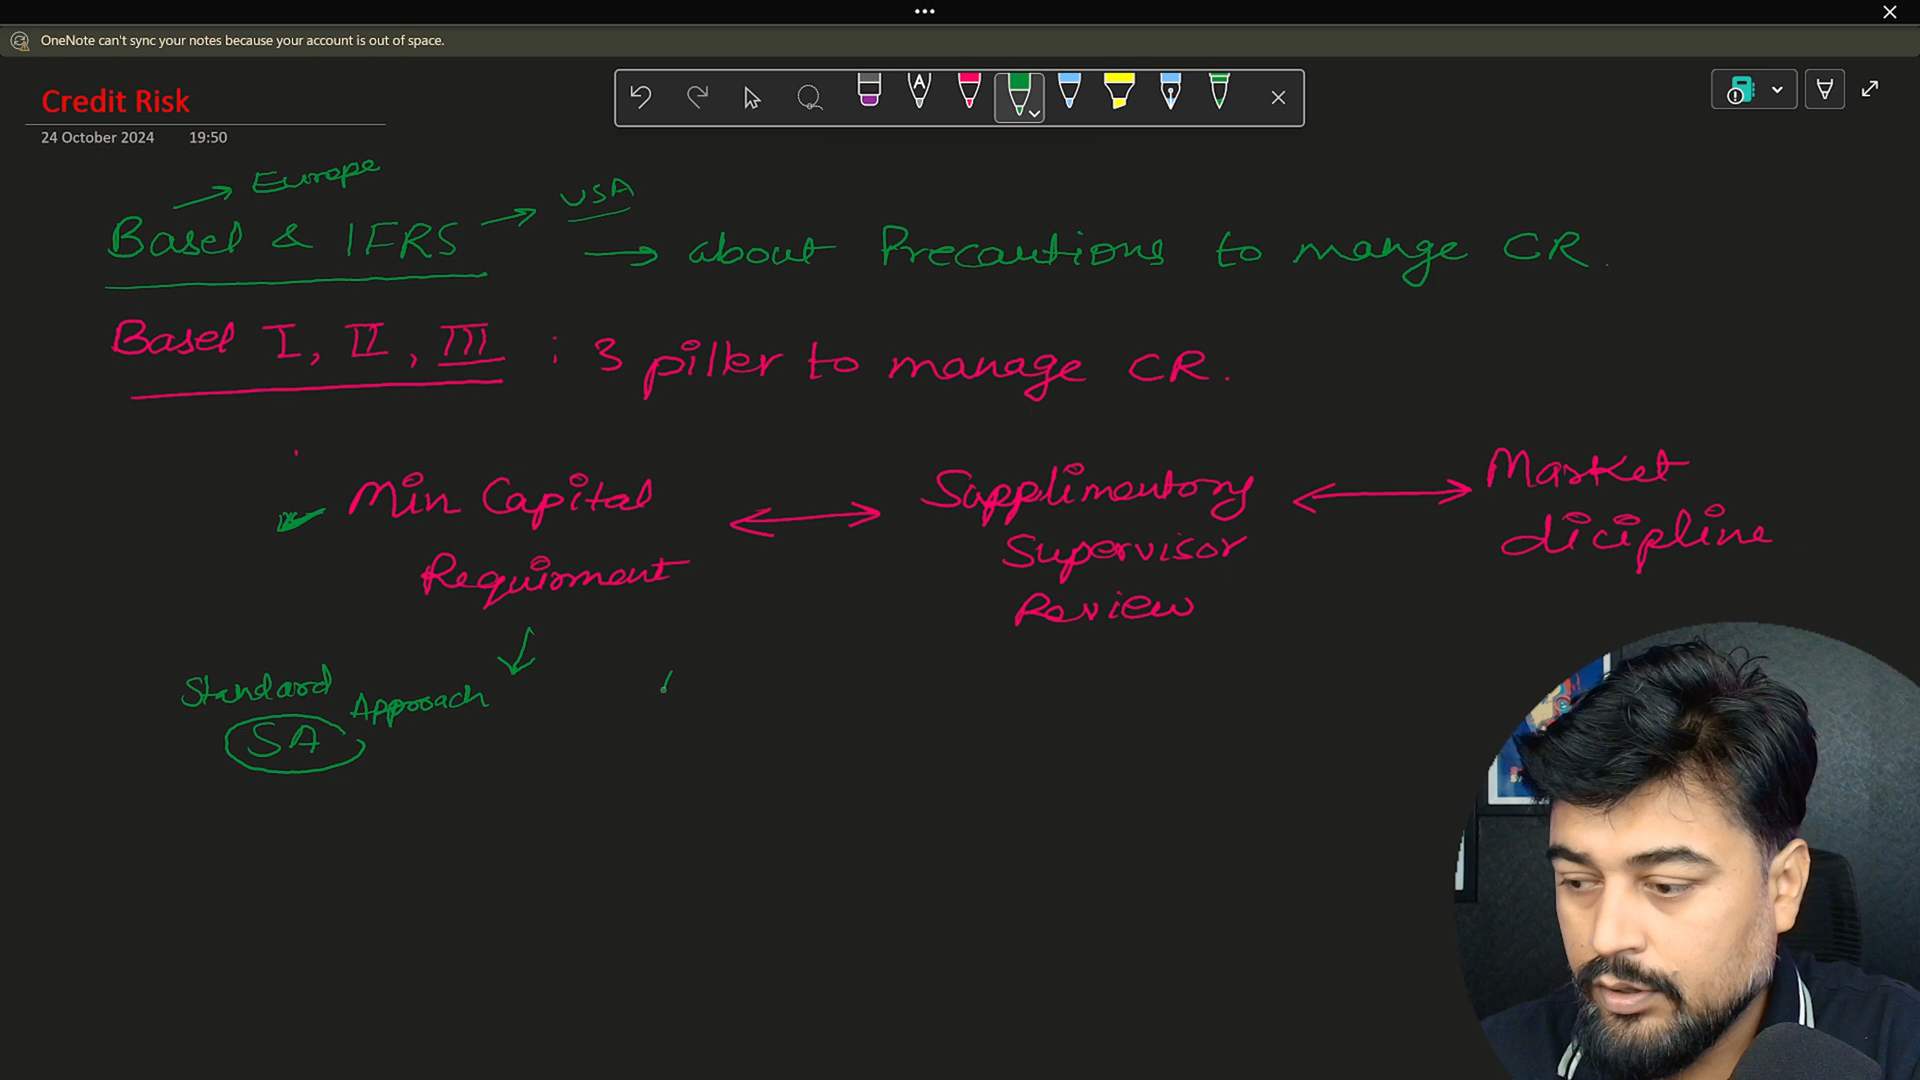 OneNote can't sync your notes because your account is out of space.
Credit Risk
24 October 2024 19:50
Europe
USA
Basel & IFRS
about Precautions to mange CR.
Basel I, II, III : 3 piller to manage CR.
Min Capital
Requirment
Supplimentory
Supervisor
Review
Market
dicipline
Standard
Approach
SA